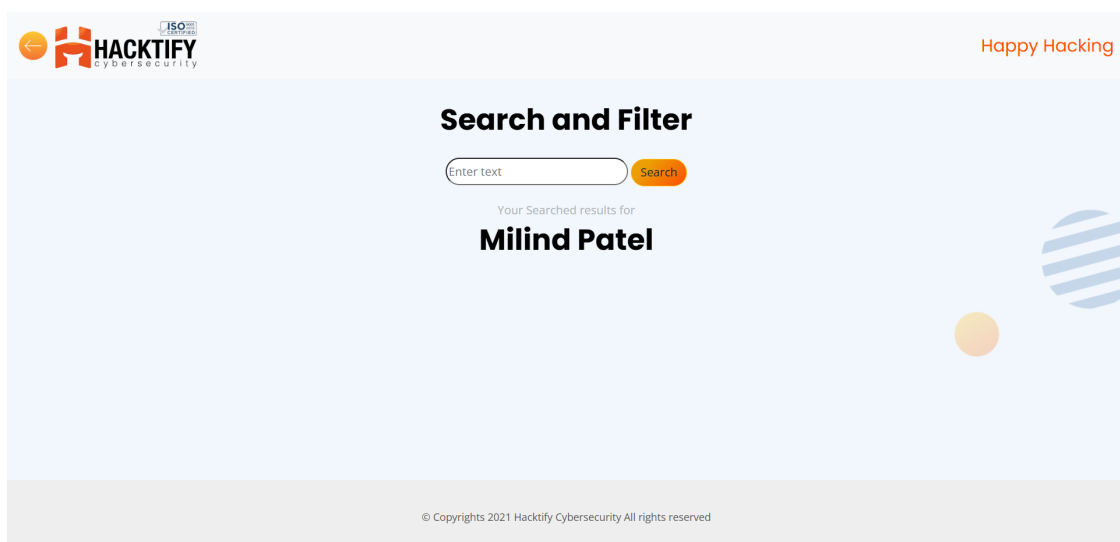 ISO
CERTIFIED
HACKTIFY
cybersecurity
Happy Hacking
Search and Filter
Enter text
Search
Your Searched results for
Milind Patel
© Copyrights 2021 Hacktify Cybersecurity All rights reserved